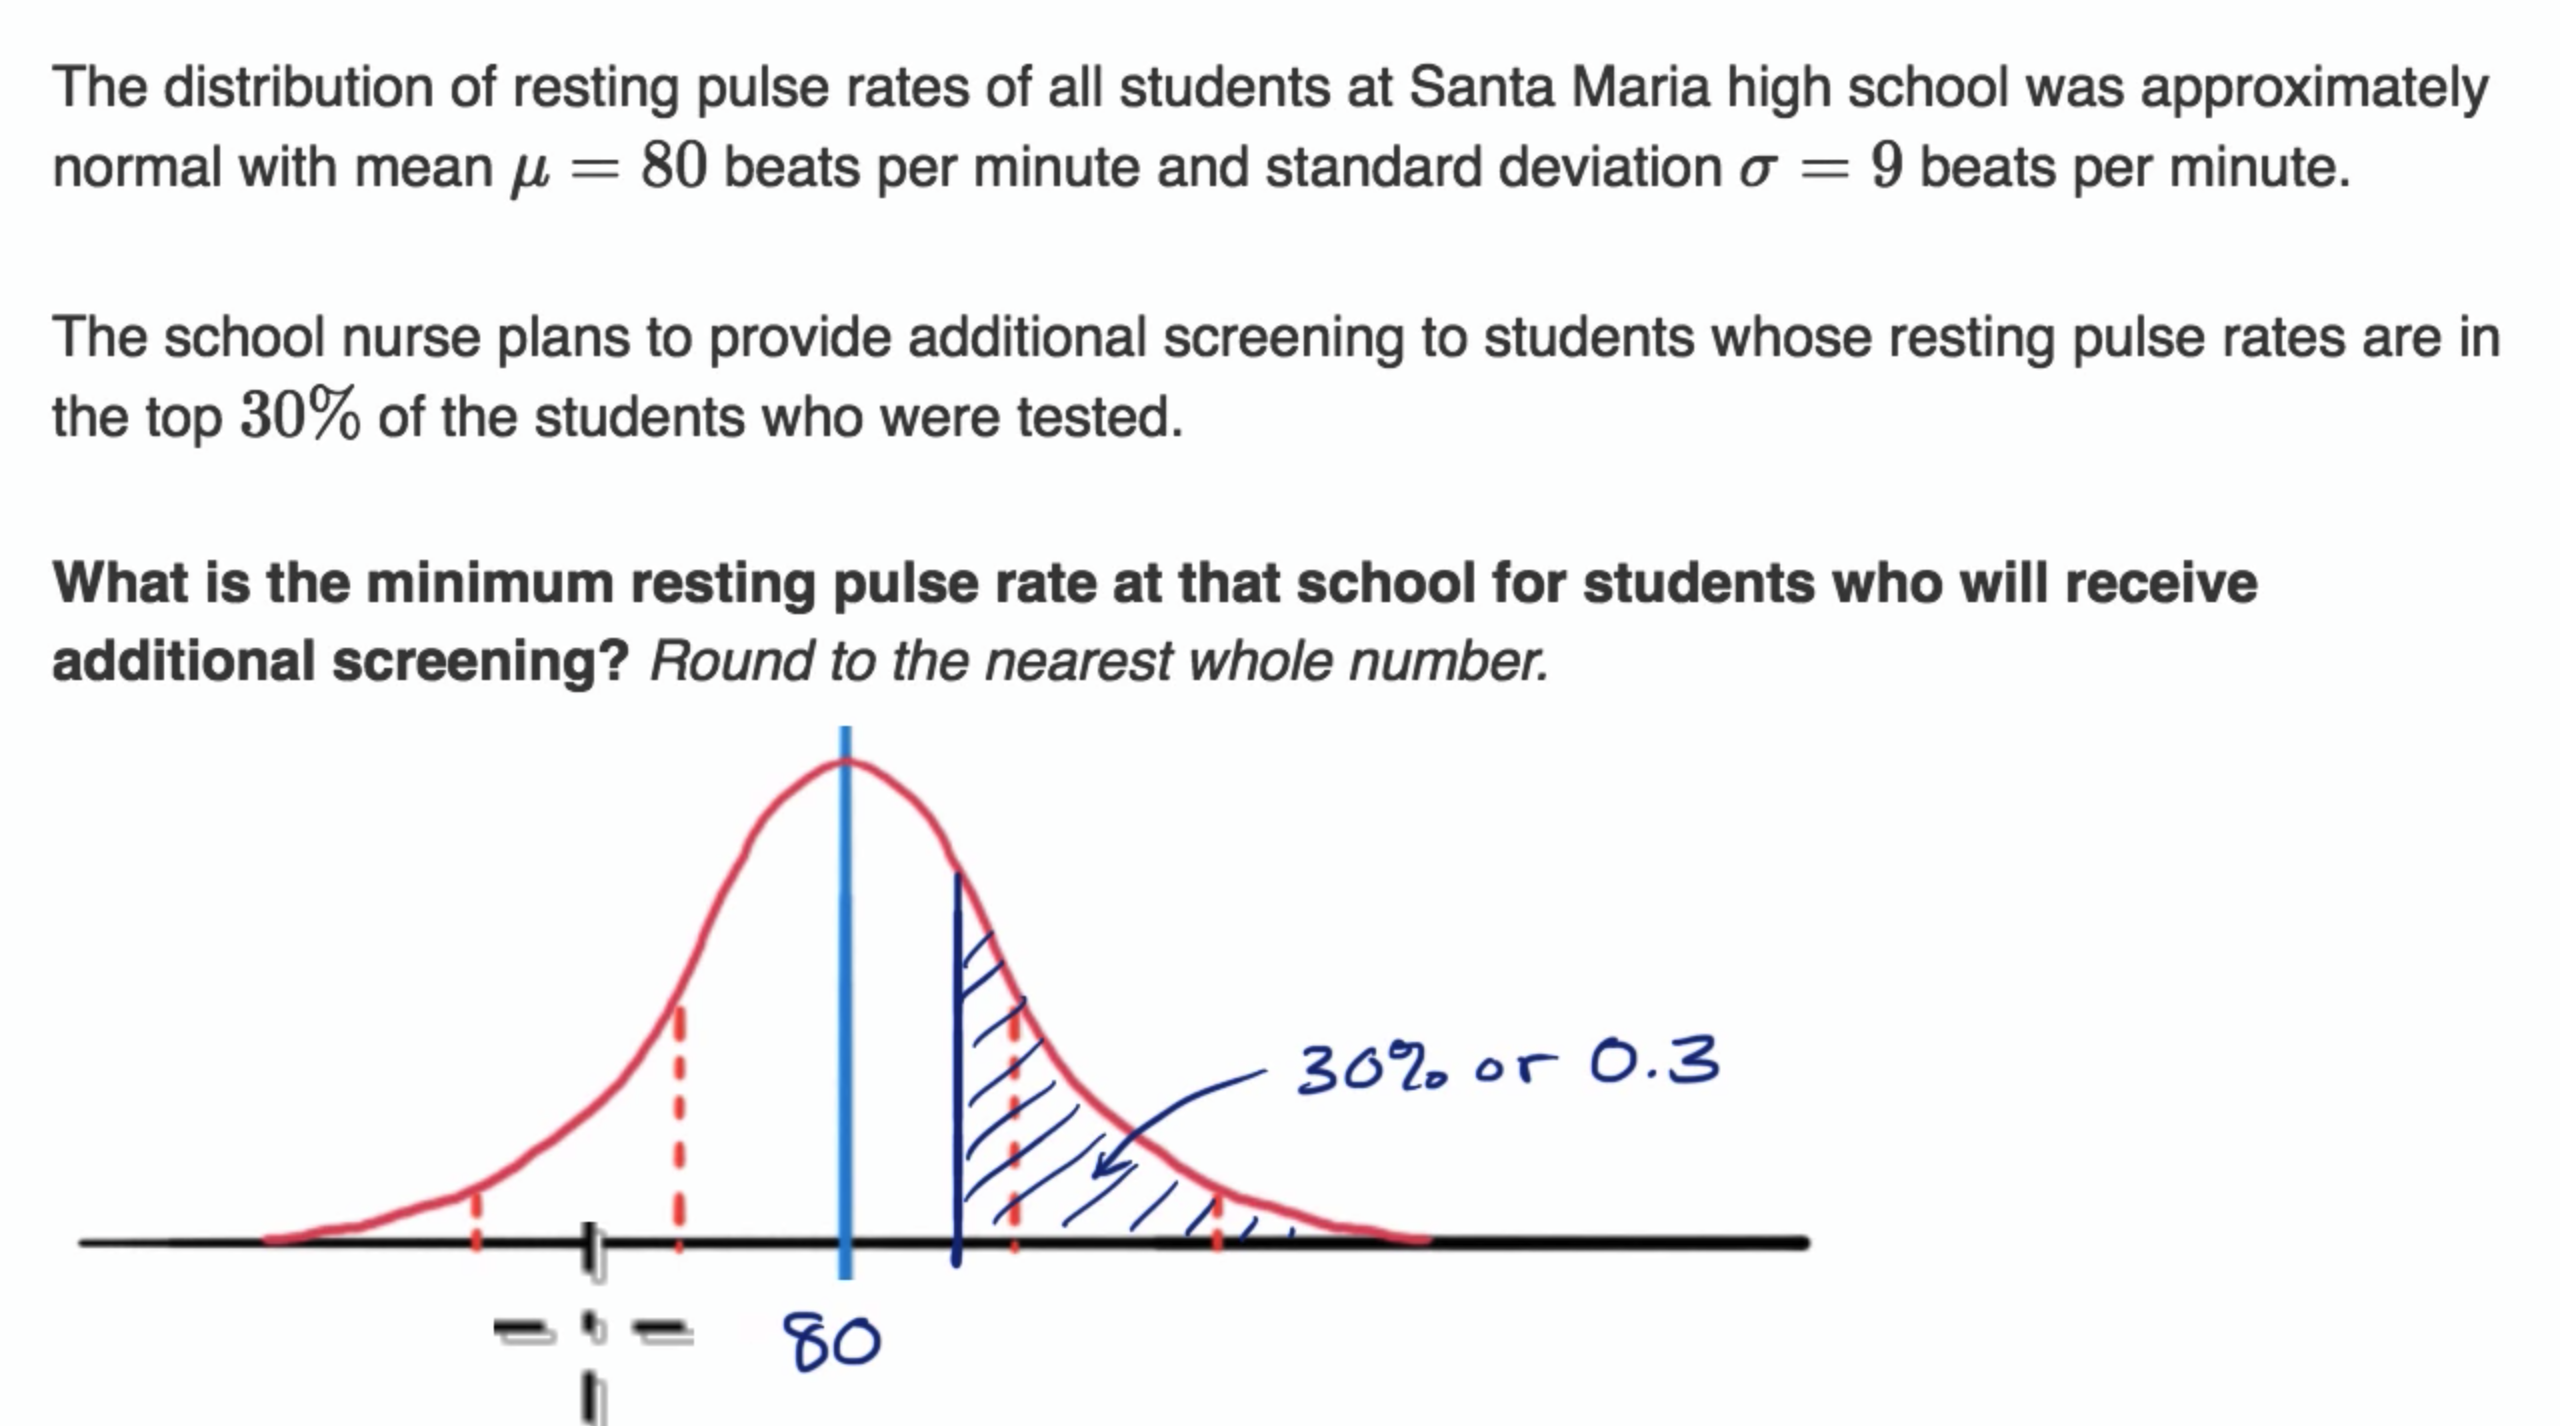 The distribution of resting pulse rates of all students at Santa Maria high school was approximately
normal with mean μ = 80 beats per minute and standard deviation σ = 9 beats per minute.
The school nurse plans to provide additional screening to students whose resting pulse rates are in
the top 30% of the students who were tested.
What is the minimum resting pulse rate at that school for students who will receive
additional screening? Round to the nearest whole number.
30% or 0.3
80